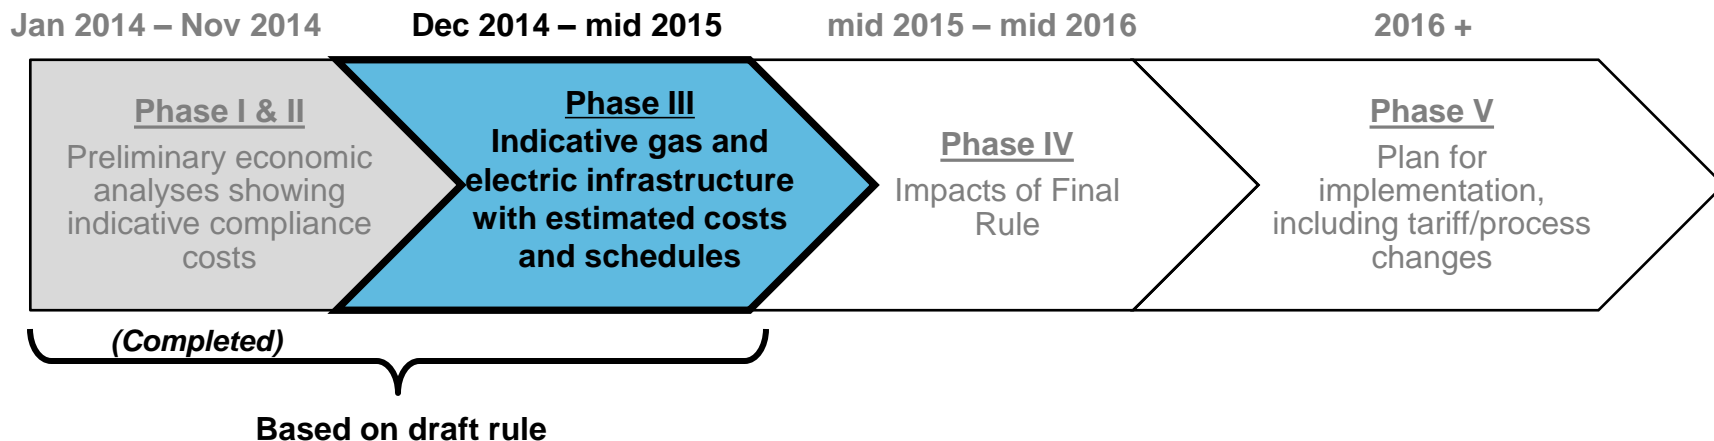 Jan 2014 – Nov 2014
Dec 2014 – mid 2015
mid 2015 – mid 2016
2016 +
Phase I & II
Preliminary economic
analyses showing
indicative compliance
costs
Phase III
Indicative gas and
electric infrastructure
with estimated costs
and schedules
Phase IV
Impacts of Final
Rule
Phase V
Plan for
implementation,
including tariff/process
changes
(Completed)
Based on draft rule